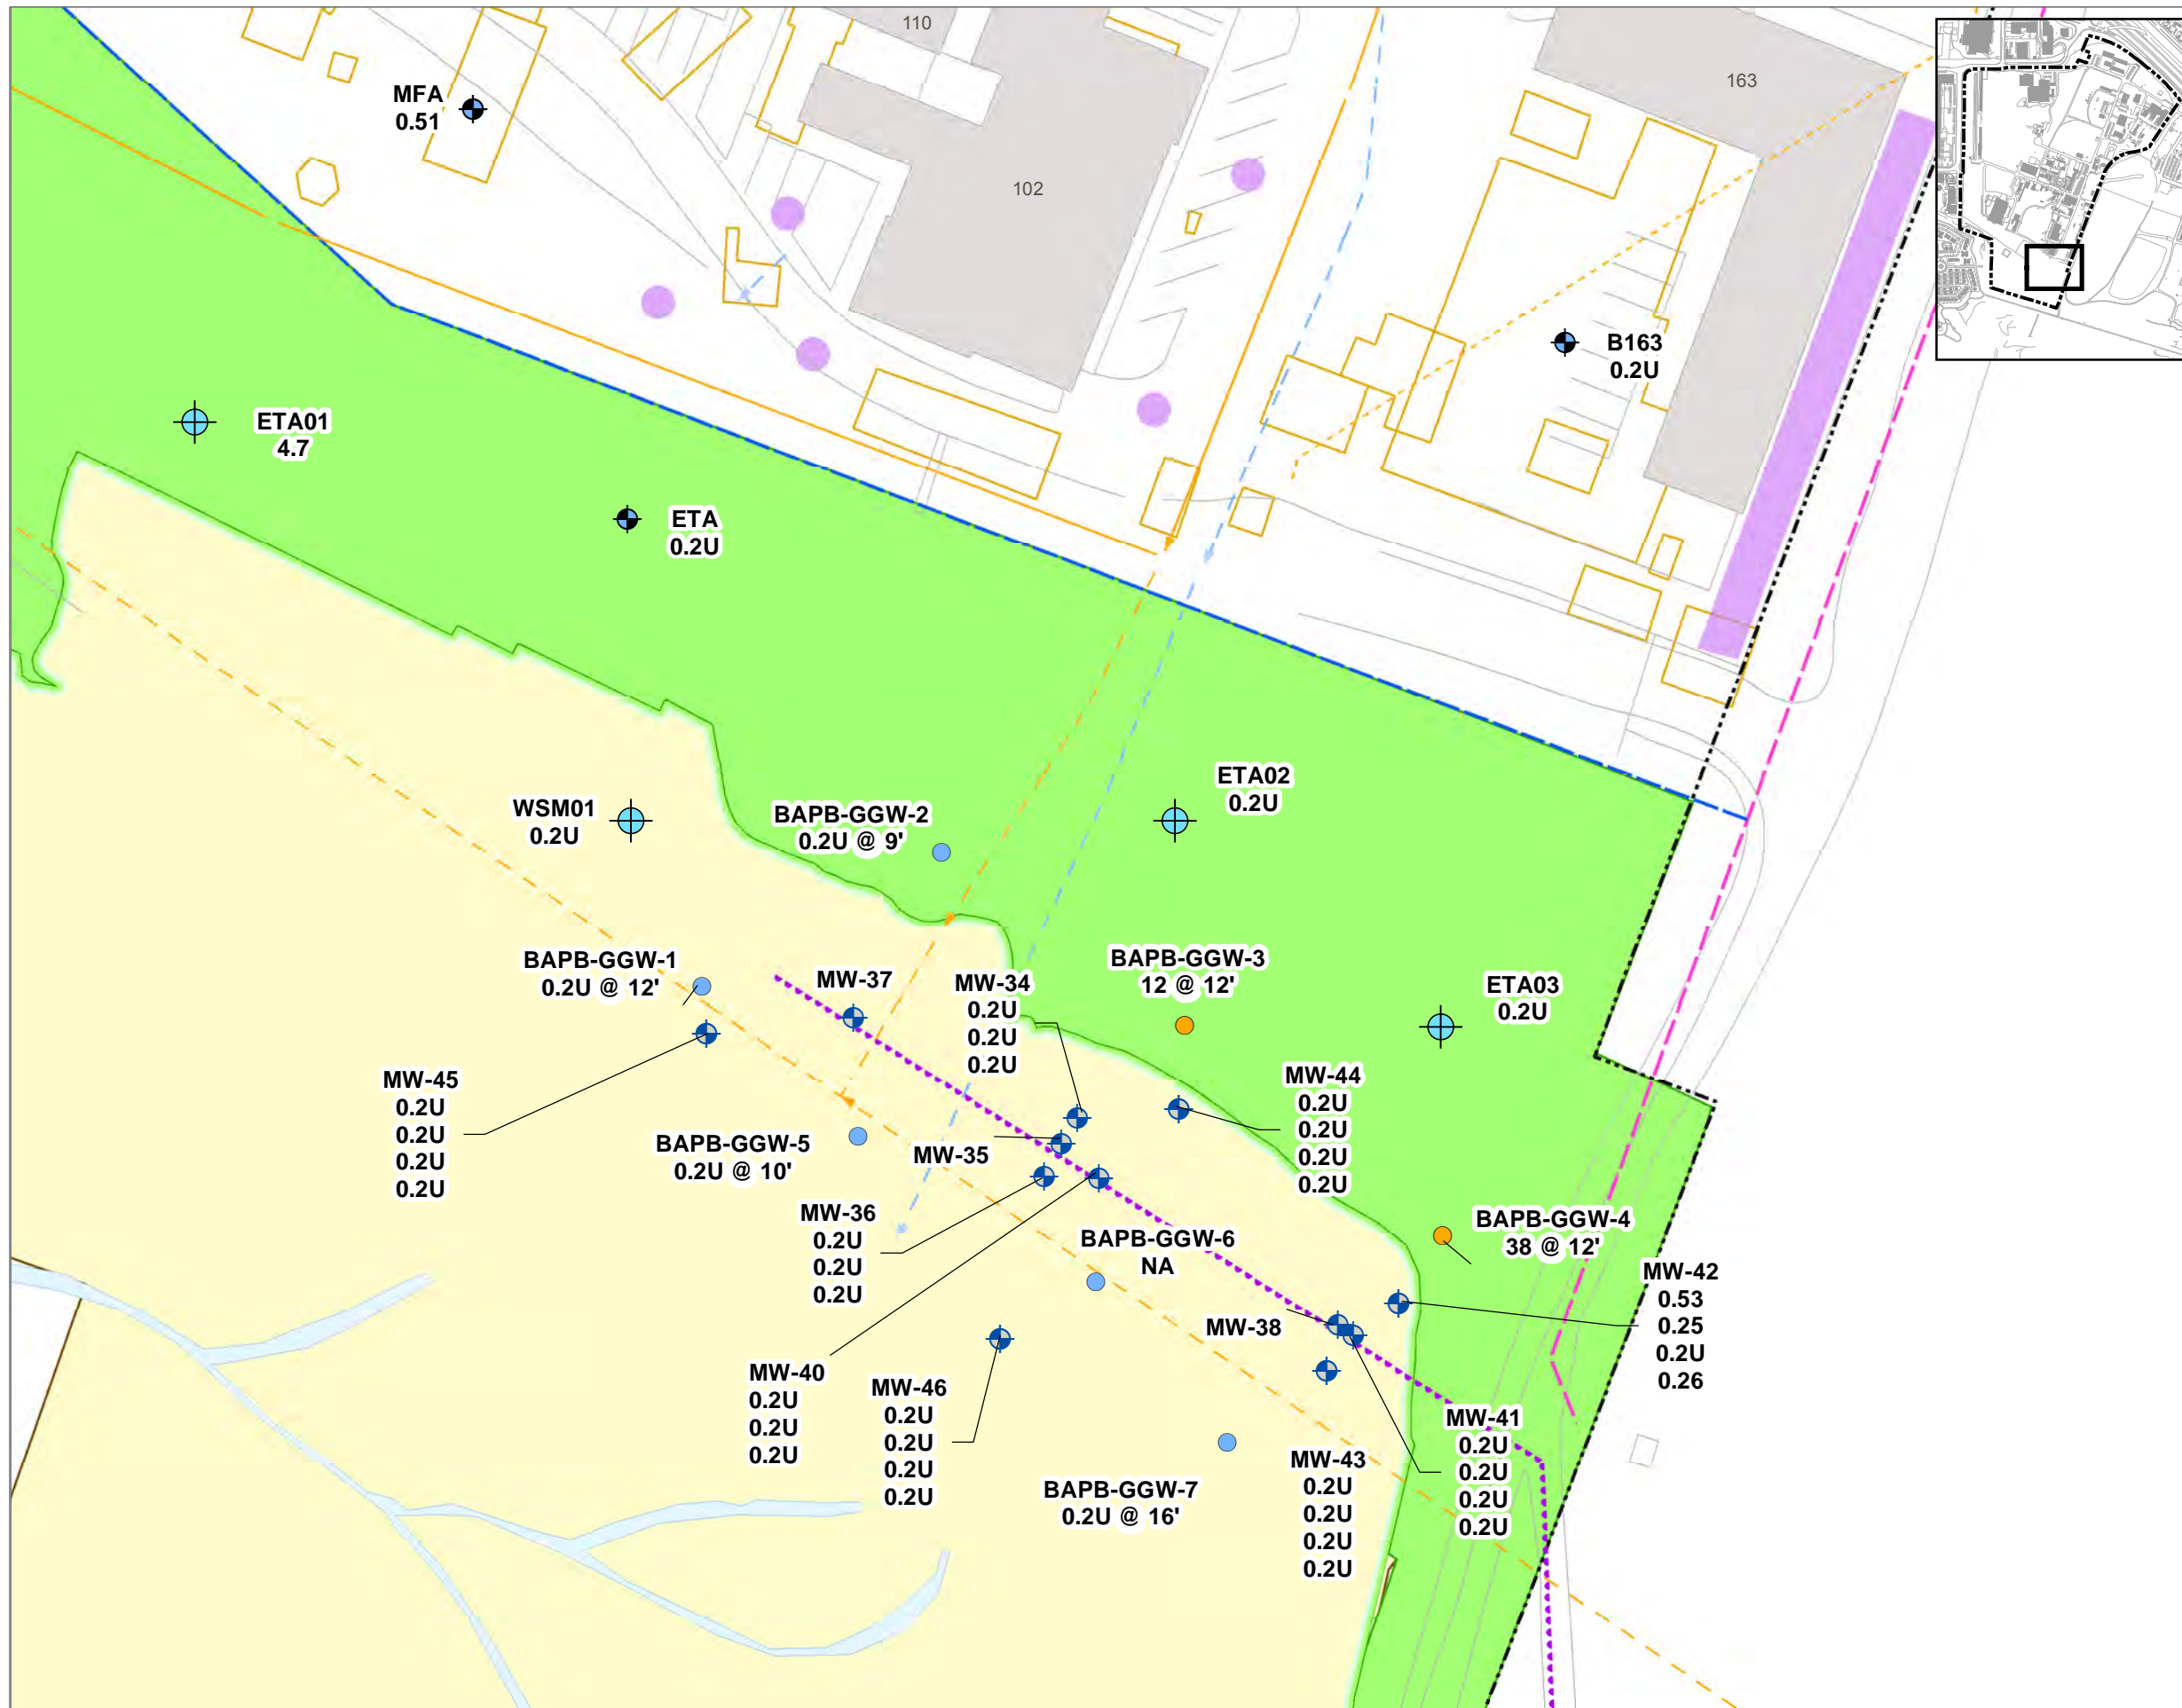 110
MFA
0.51
163
102
B163
0.2U
ETA01
4.7
ETA
0.2U
ETA02
0.2U
WSM01
0.2U
BAPB-GGW-2
0.2U @ 9'
BAPB-GGW-1
0.2U @ 12'
MW-37
MW-34
0.2U
0.2U
0.2U
BAPB-GGW-3
12 @ 12'
ETA03
0.2U
MW-45
0.2U
0.2U
0.2U
0.2U
MW-44
0.2U
0.2U
0.2U
0.2U
BAPB-GGW-5
0.2U @ 10'
MW-35
MW-36
0.2U
0.2U
0.2U
BAPB-GGW-6
NA
BAPB-GGW-4
38 @ 12'
MW-42
0.53
0.25
0.2U
0.26
MW-38
MW-40
0.2U
0.2U
0.2U
MW-46
0.2U
0.2U
0.2U
0.2U
MW-41
0.2U
0.2U
0.2U
0.2U
MW-43
0.2U
0.2U
0.2U
0.2U
BAPB-GGW-7
0.2U @ 16'